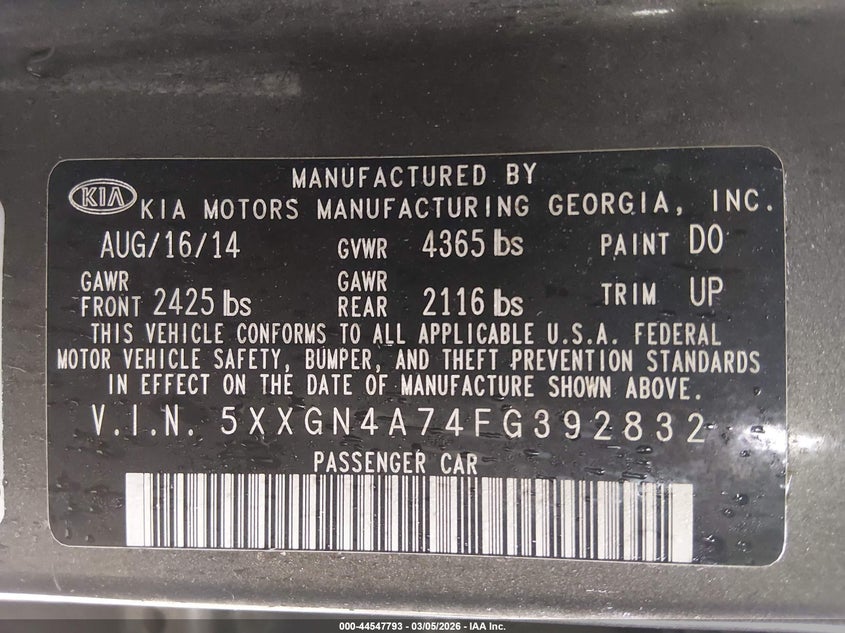 MANUFACTURED BY
KIA KIA MOTORS MANUFACTURING GEORGIA, INC.
AUG/16/14 GVWR 4365 lbs PAINT DO
GAWR FRONT 2425 lbs GAWR REAR 2116 lbs TRIM UP
THIS VEHICLE CONFORMS TO ALL APPLICABLE U.S.A. FEDERAL
MOTOR VEHICLE SAFETY, BUMPER, AND THEFT PREVENTION STANDARDS
IN EFFECT ON THE DATE OF MANUFACTURE SHOWN ABOVE.
V.I.N. 5XXGN4A74FG392832
PASSENGER CAR
000-44547793 - 03/05/2026 - IAA Inc.